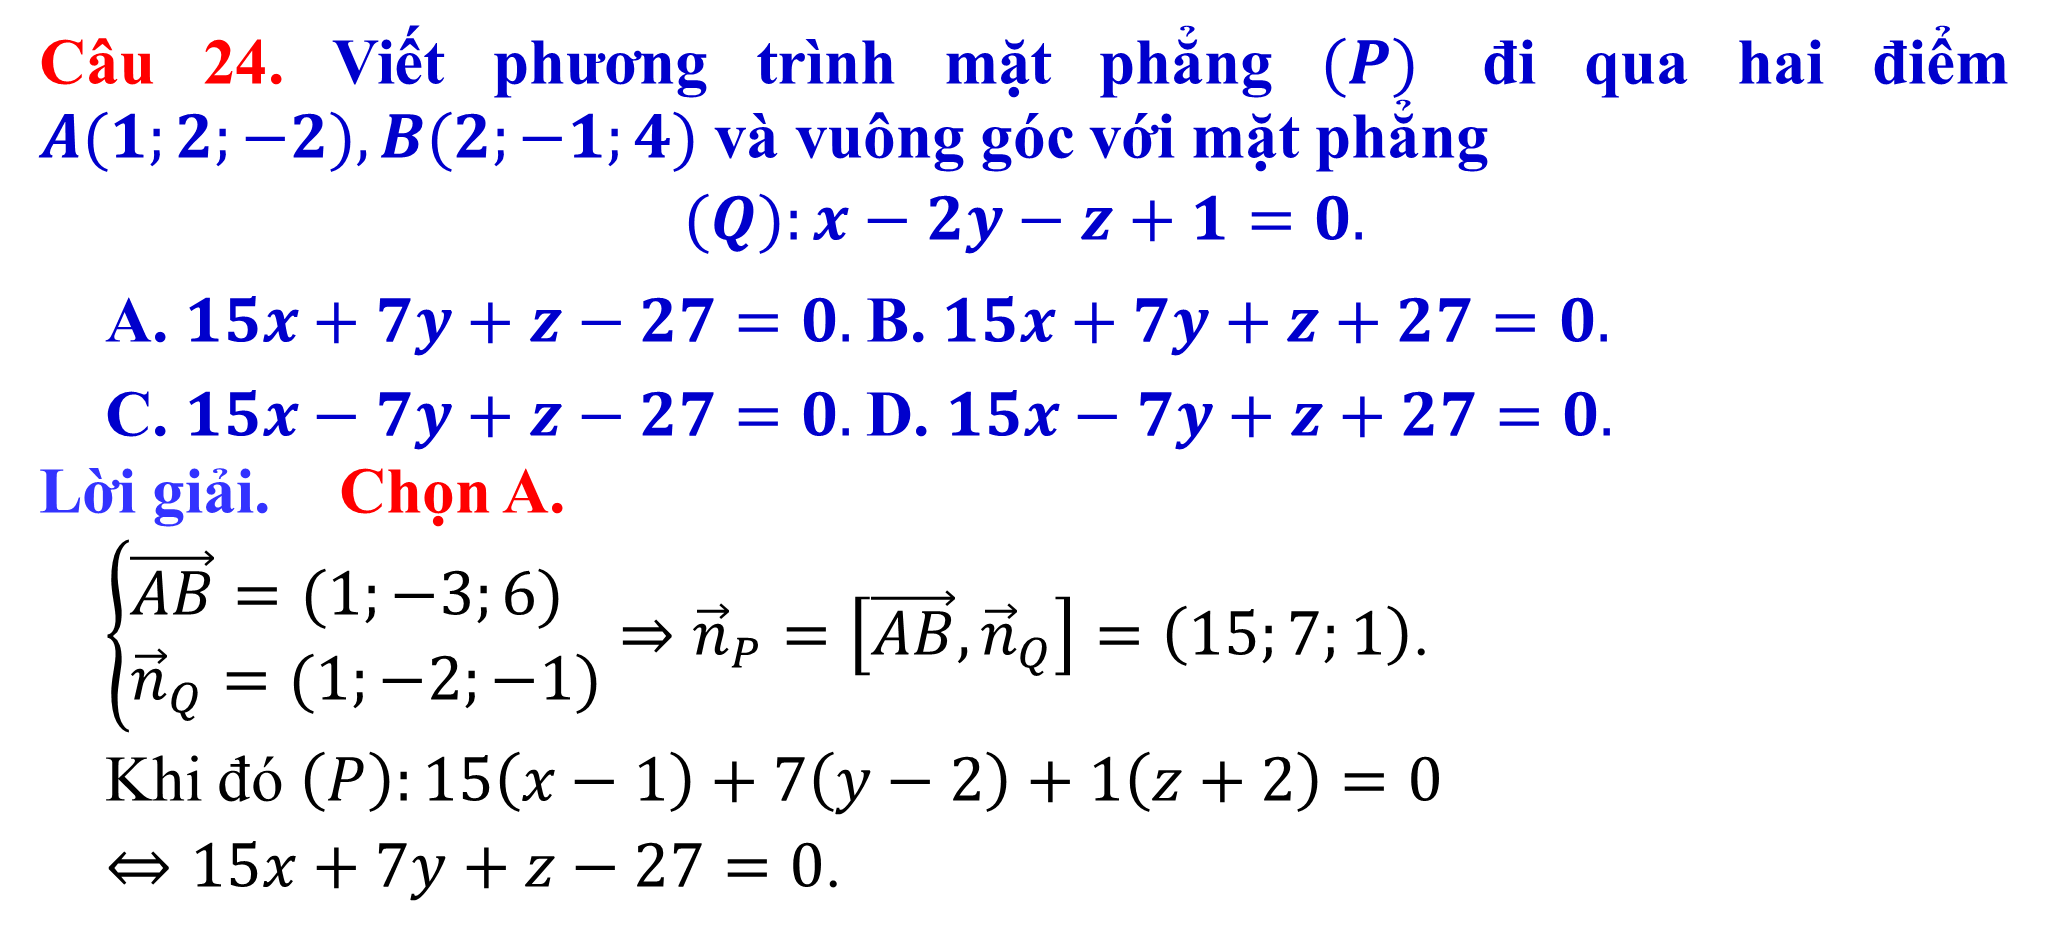 Câu 24. Viết phương trình mặt phẳng (P) đi qua hai điểm
A(1; 2; −2), B(2; −1; 4) và vuông góc với mặt phẳng
(Q): x − 2y − z + 1 = 0.
A. 15x + 7y + z − 27 = 0. B. 15x + 7y + z + 27 = 0.
C. 15x − 7y + z − 27 = 0. D. 15x − 7y + z + 27 = 0.
Lời giải. Chọn A.
{AB⃗ = (1; −3; 6)
n⃗_Q = (1; −2; −1) ⇒ n⃗_P = [AB⃗, n⃗_Q] = (15; 7; 1).
Khi đó (P): 15(x − 1) + 7(y − 2) + 1(z + 2) = 0
⇔ 15x + 7y + z − 27 = 0.